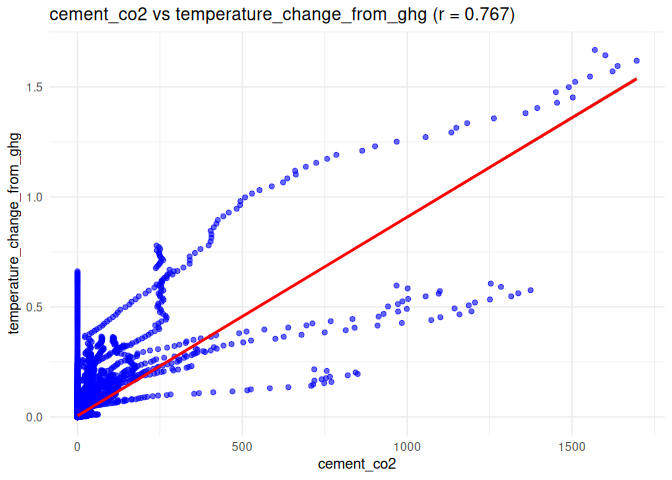 cement_co2 vs temperature_change_from_ghg (r = 0.767)
temperature_change_from_ghg
1.5
1.0
0.5
0.0
0
500
1000
1500
cement_co2